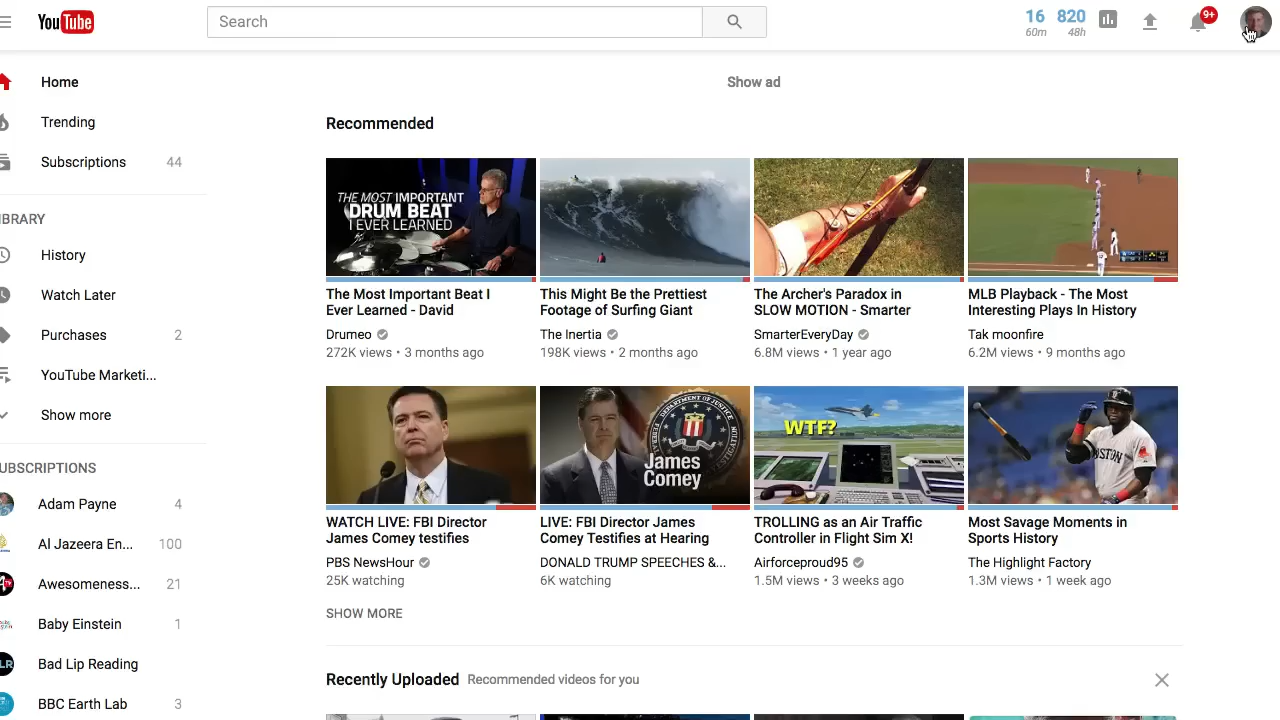 YouTube
Search
16 820
60m 48h
9+
Home
Trending
Subscriptions 44
IBRARY
History
Watch Later
Purchases 2
YouTube Marketi...
Show more
UBSCRIPTIONS
Adam Payne 4
Al Jazeera En... 100
Awesomeness... 21
Baby Einstein 1
Bad Lip Reading
BBC Earth Lab 3
Show ad
Recommended
THE MOST IMPORTANT
DRUM BEAT
I EVER LEARNED
The Most Important Beat I
Ever Learned - David
Drumeo
272K views • 3 months ago
This Might Be the Prettiest
Footage of Surfing Giant
The Inertia
198K views • 2 months ago
The Archer's Paradox in
SLOW MOTION - Smarter
SmarterEveryDay
6.8M views • 1 year ago
MLB Playback - The Most
Interesting Plays In History
Tak moonfire
6.2M views • 9 months ago
WATCH LIVE: FBI Director
James Comey testifies
PBS NewsHour
25K watching
DEPARTMENT OF JUSTICE
James
Comey
LIVE: FBI Director James
Comey Testifies at Hearing
DONALD TRUMP SPEECHES &...
6K watching
WTF?
TROLLING as an Air Traffic
Controller in Flight Sim X!
Airforceproud95
1.5M views • 3 weeks ago
BOSTON
Most Savage Moments in
Sports History
The Highlight Factory
1.3M views • 1 week ago
SHOW MORE
Recently Uploaded Recommended videos for you